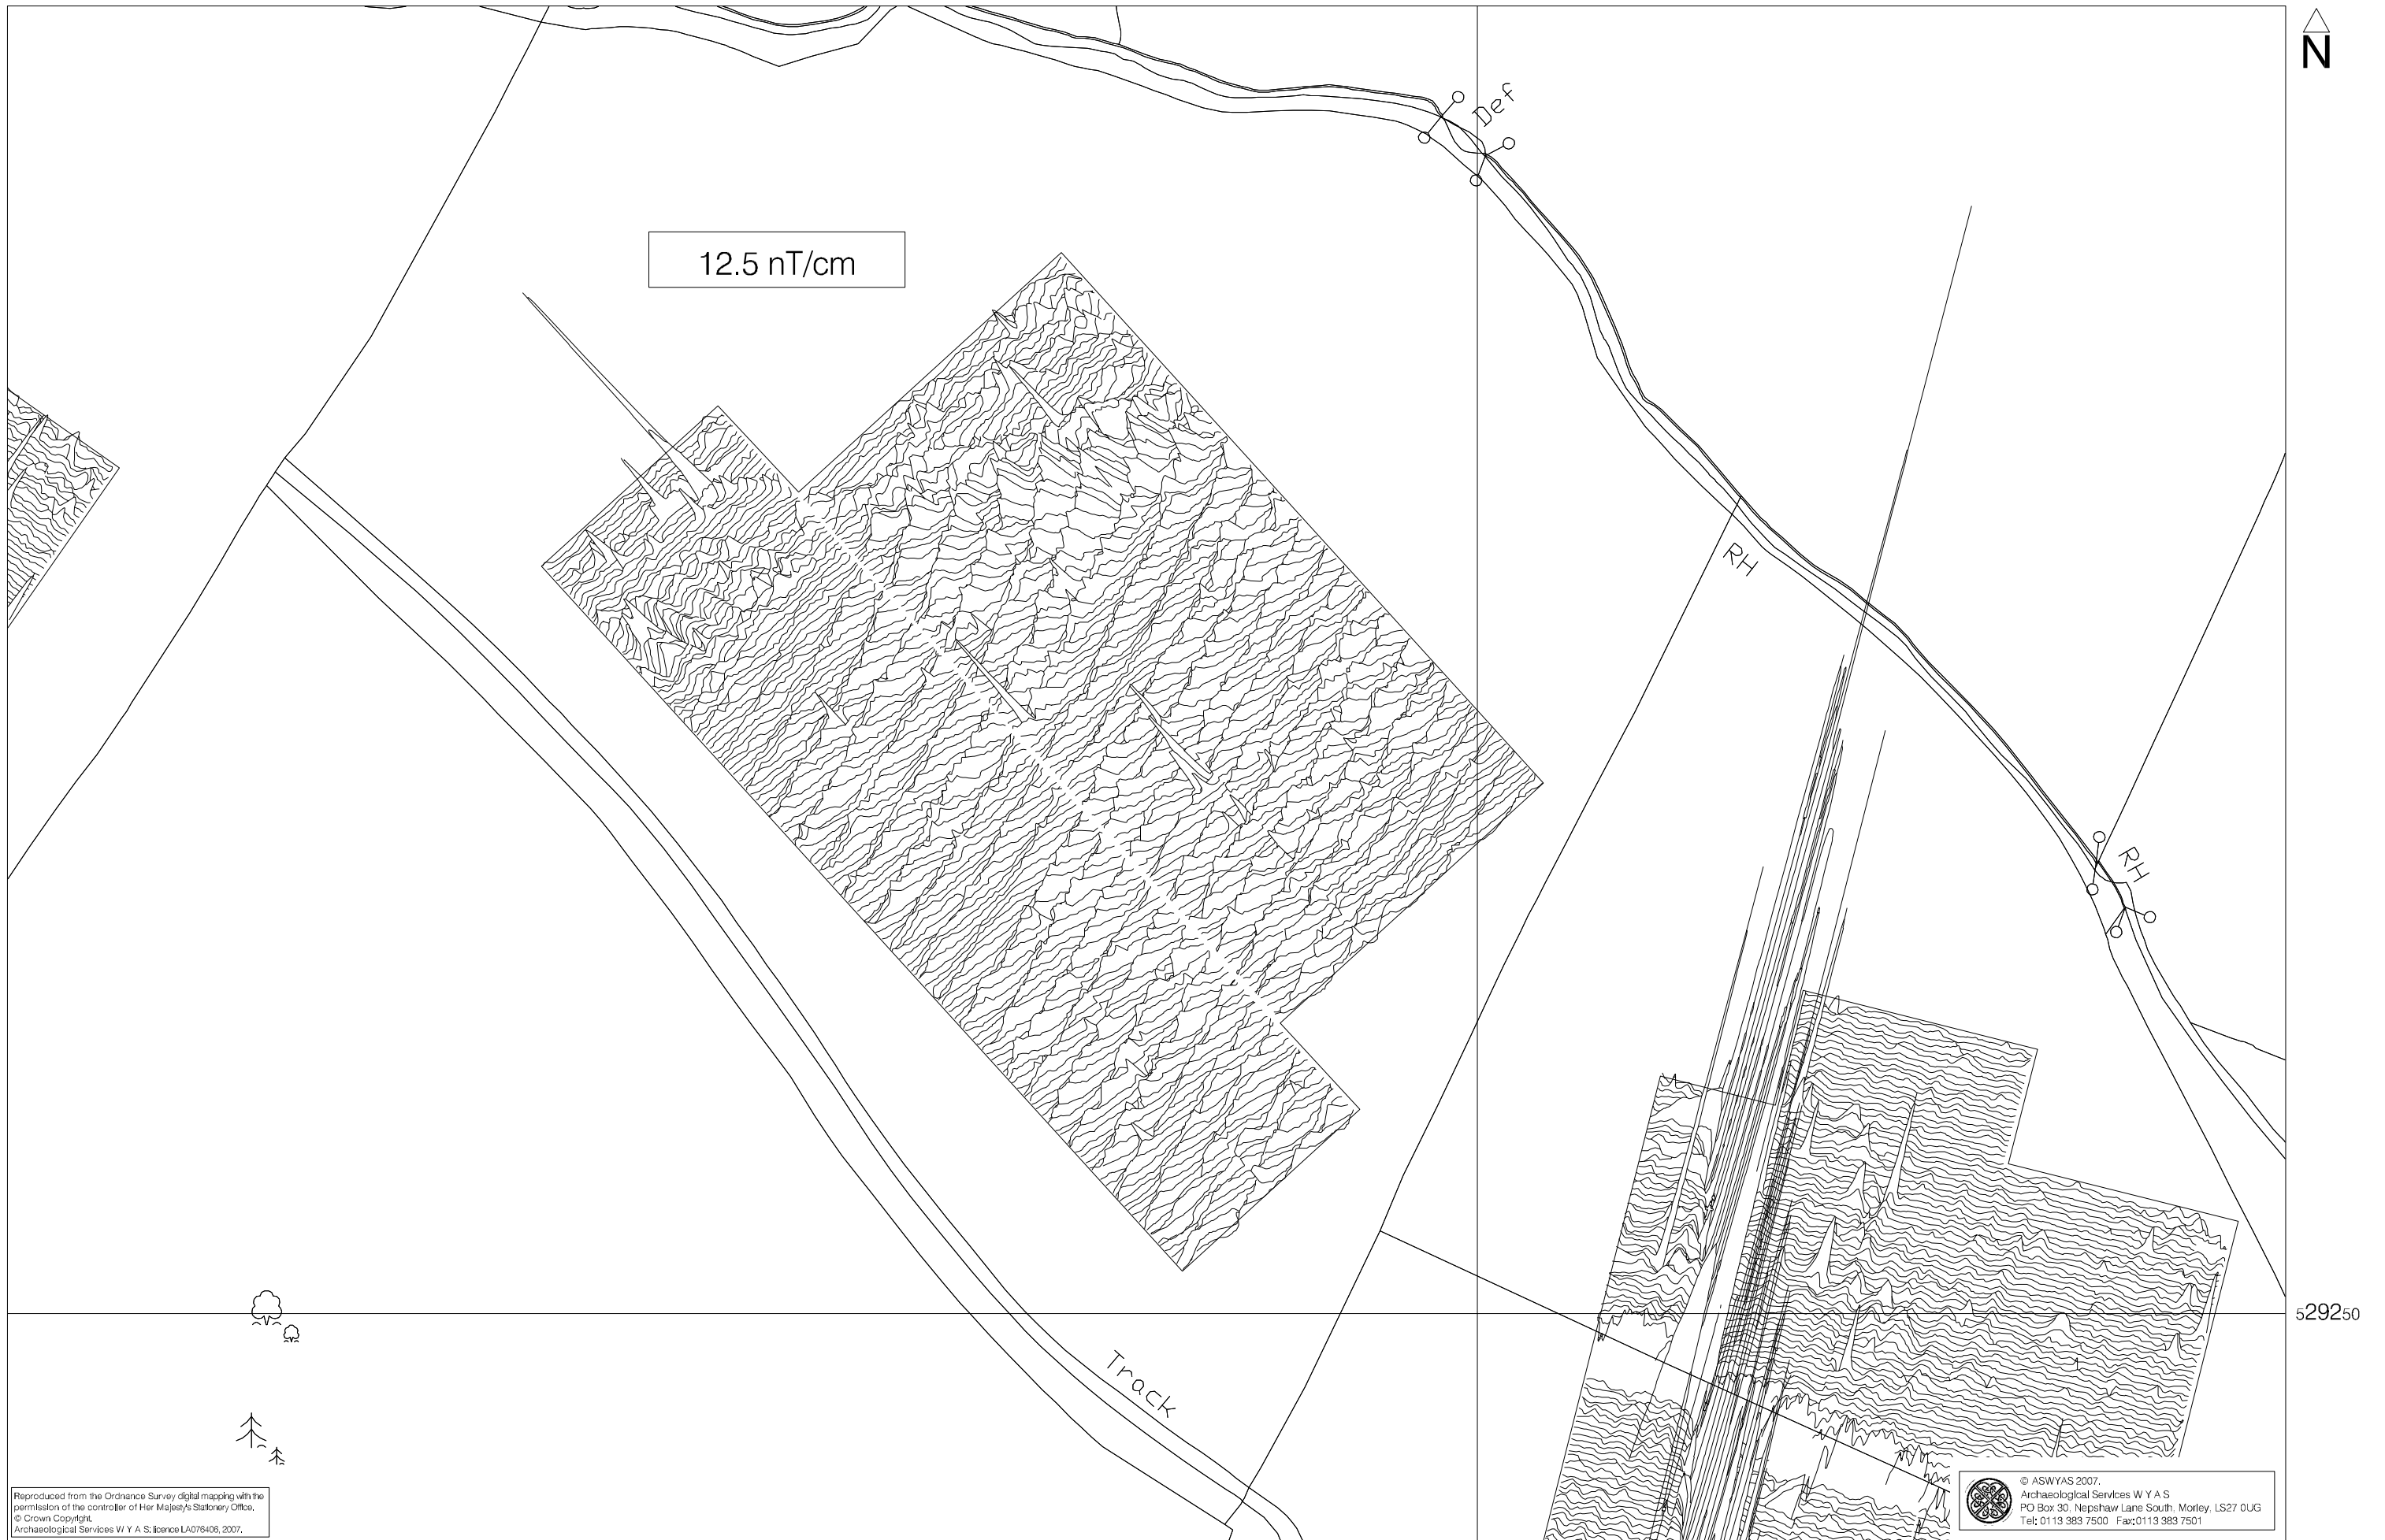 N
Def
12.5 nT/cm
RH
RH
529250
Track
Reproduced from the Ordnance Survey digital mapping with the
permission of the controller of Her Majesty's Stationery Office.
© Crown Copyright.
Archaeological Services W Y A S: licence LA076406, 2007.
© ASWYAS 2007.
Archaeological Services W Y A S
PO Box 30, Nepshaw Lane South, Morley, LS27 0UG
Tel: 0113 383 7500 Fax:0113 383 7501